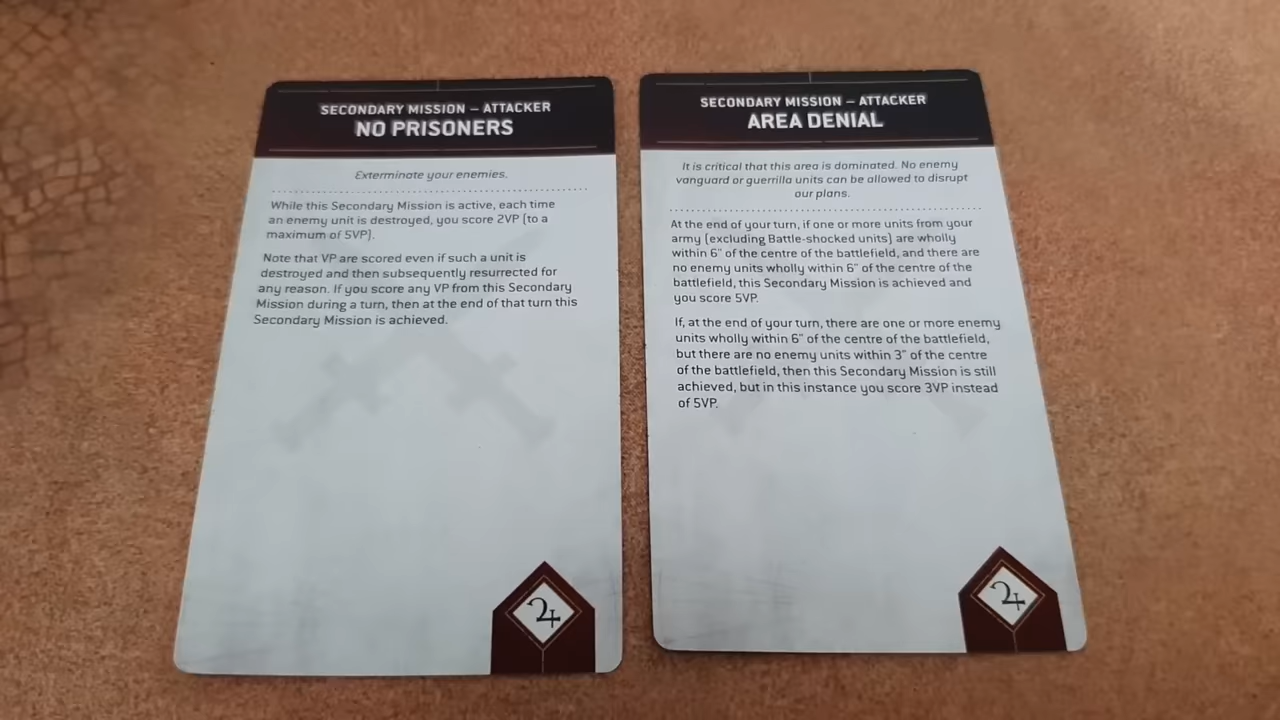 SECONDARY MISSION – ATTACKER
NO PRISONERS
Exterminate your enemies.
While this Secondary Mission is active, each time
an enemy unit is destroyed, you score 2VP (to a
maximum of 5VP).
Note that VP are scored even if such a unit is
destroyed and then subsequently resurrected for
any reason. If you score any VP from this Secondary
Mission during a turn, then at the end of that turn this
Secondary Mission is achieved.
SECONDARY MISSION – ATTACKER
AREA DENIAL
It is critical that this area is dominated. No enemy
vanguard or guerrilla units can be allowed to disrupt
our plans.
At the end of your turn, if one or more units from your
army (excluding Battle-shocked units) are wholly
within 6" of the centre of the battlefield, and there are
no enemy units wholly within 6" of the centre of the
battlefield, this Secondary Mission is achieved and
you score 5VP.
If, at the end of your turn, there are one or more enemy
units wholly within 6" of the centre of the battlefield,
but there are no enemy units within 3" of the centre
of the battlefield, then this Secondary Mission is still
achieved, but in this instance you score 3VP instead
of 5VP.